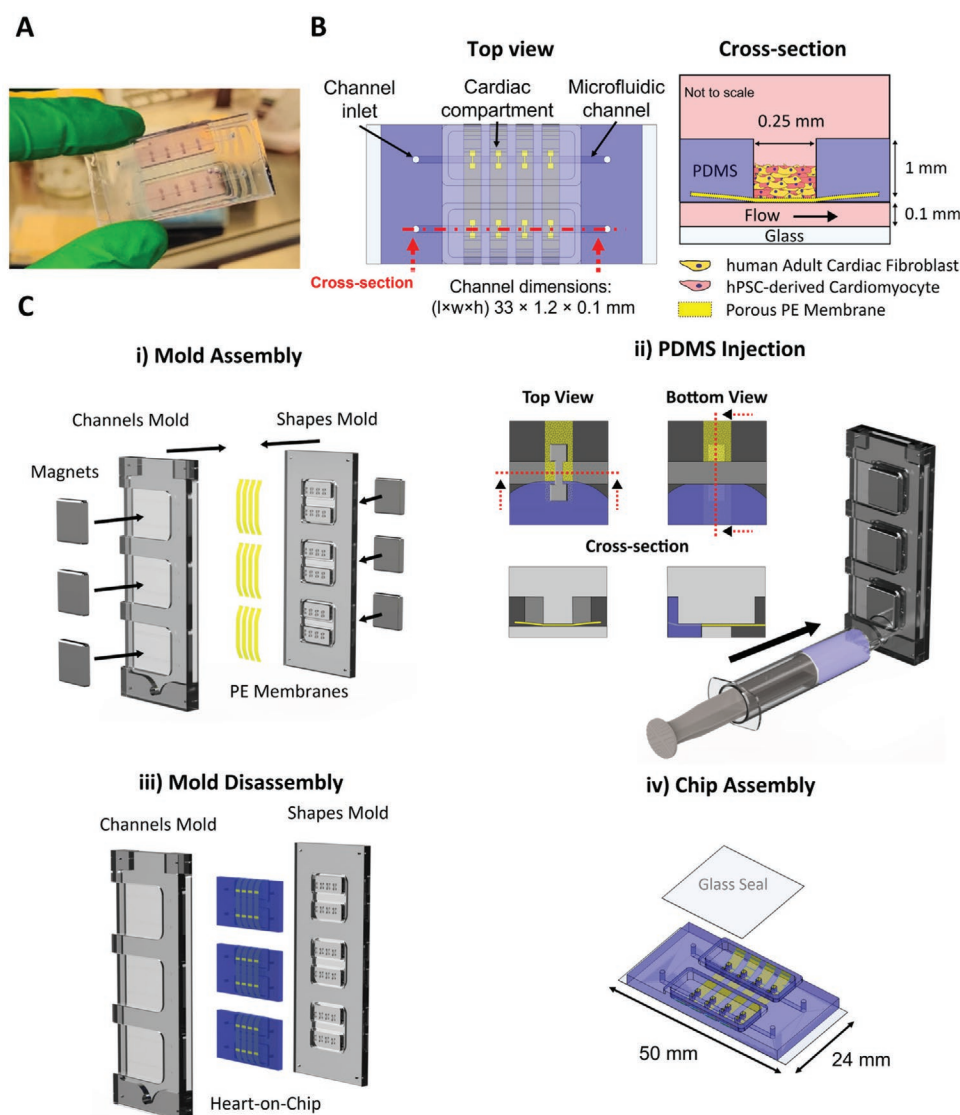 A
B
Top view
Channel
inlet
Cardiac
compartment
Microfluidic
channel
Cross-section
Channel dimensions:
(l×w×h) 33 × 1.2 × 0.1 mm
Cross-section
Not to scale
0.25 mm
PDMS
1 mm
Flow
0.1 mm
Glass
human Adult Cardiac Fibroblast
hPSC-derived Cardiomyocyte
Porous PE Membrane
C
i) Mold Assembly
Channels Mold
Shapes Mold
Magnets
PE Membranes
ii) PDMS Injection
Top View
Bottom View
Cross-section
iii) Mold Disassembly
Channels Mold
Shapes Mold
Heart-on-Chip
iv) Chip Assembly
Glass Seal
50 mm
24 mm